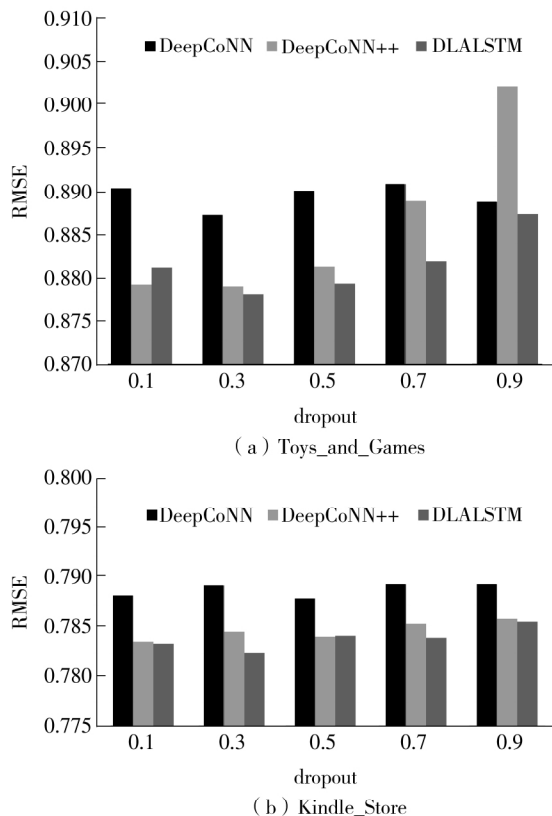 0.910
DeepCoNN DeepCoNN++ DLALSTM
0.905
0.900
0.895
0.890
0.885
0.880
0.875
0.870
RMSE
0.1 0.3 0.5 0.7 0.9
dropout
（a）Toys_and_Games
0.800
0.795
DeepCoNN DeepCoNN++ DLALSTM
0.790
0.785
0.780
0.775
RMSE
0.1 0.3 0.5 0.7 0.9
dropout
（b）Kindle_Store